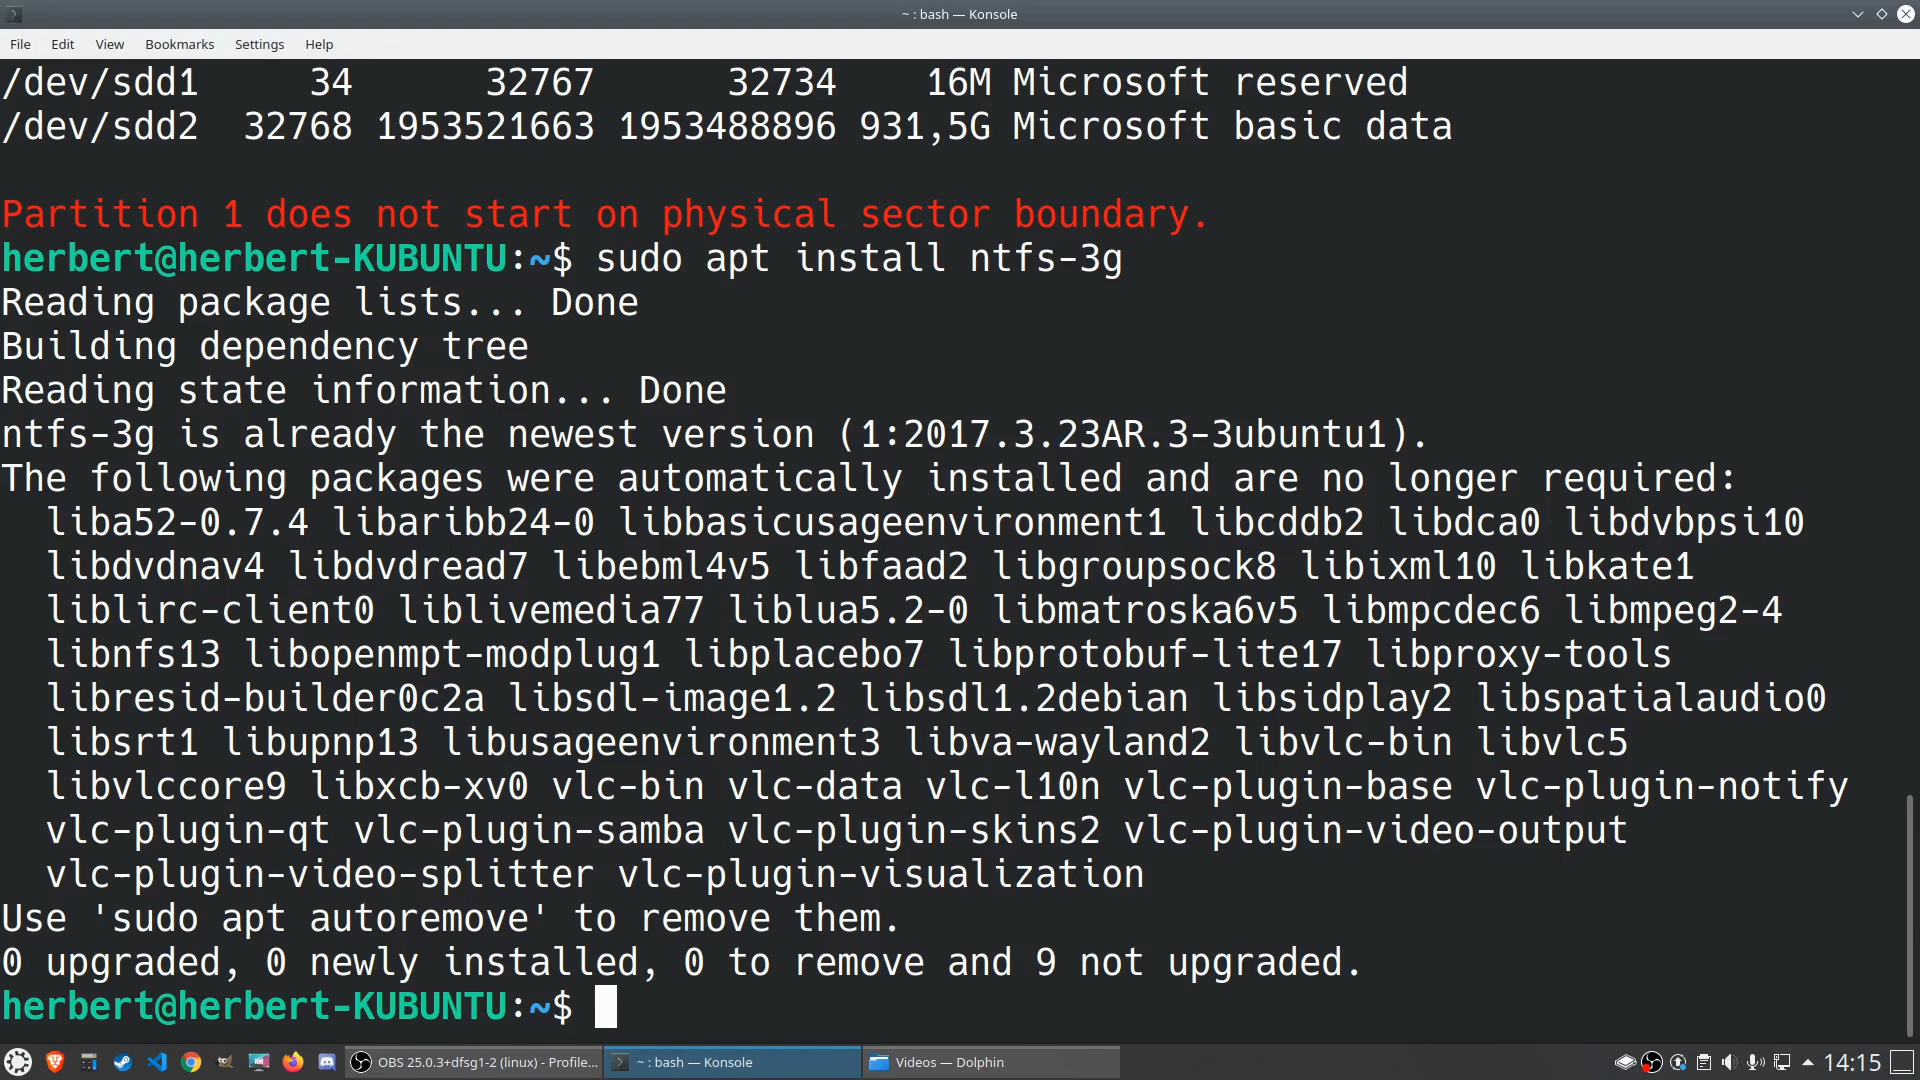 ~ : bash — Konsole
File Edit View Bookmarks Settings Help
/dev/sdd1 34 32767 32734 16M Microsoft reserved
/dev/sdd2 32768 1953521663 1953488896 931,5G Microsoft basic data
Partition 1 does not start on physical sector boundary.
herbert@herbert-KUBUNTU:~$ sudo apt install ntfs-3g
Reading package lists... Done
Building dependency tree
Reading state information... Done
ntfs-3g is already the newest version (1:2017.3.23AR.3-3ubuntu1).
The following packages were automatically installed and are no longer required:
liba52-0.7.4 libaribb24-0 libbasicusageenvironment1 libcddb2 libdca0 libdvbpsi10
libdvdnav4 libdvdread7 libebml4v5 libfaad2 libgroupsock8 libixml10 libkate1
liblirc-client0 liblivemedia77 liblua5.2-0 libmatroska6v5 libmpcdec6 libmpeg2-4
libnfs13 libopenmpt-modplug1 libplacebo7 libprotobuf-lite17 libproxy-tools
libresid-builder0c2a libsdl-image1.2 libsdl1.2debian libsidplay2 libspatialaudio0
libsrt1 libupnp13 libusageenvironment3 libva-wayland2 libvlc-bin libvlc5
libvlccore9 libxcb-xv0 vlc-bin vlc-data vlc-l10n vlc-plugin-base vlc-plugin-notify
vlc-plugin-qt vlc-plugin-samba vlc-plugin-skins2 vlc-plugin-video-output
vlc-plugin-video-splitter vlc-plugin-visualization
Use 'sudo apt autoremove' to remove them.
0 upgraded, 0 newly installed, 0 to remove and 9 not upgraded.
herbert@herbert-KUBUNTU:~$
OBS 25.0.3+dfsg1-2 (linux) - Profile... ~ : bash — Konsole Videos — Dolphin 14:15